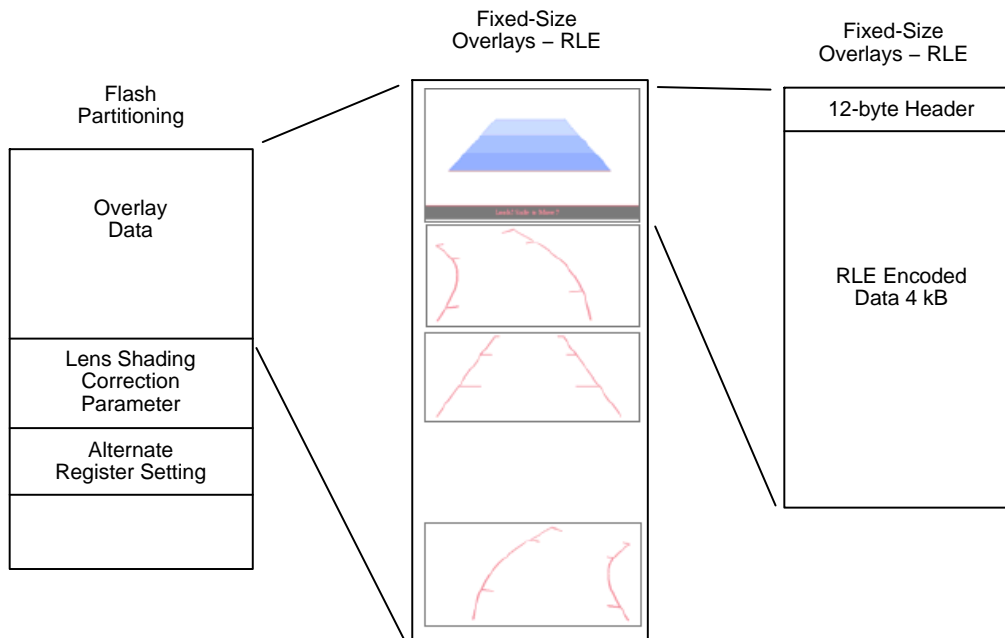 Fixed-Size
Overlays – RLE
Fixed-Size
Overlays – RLE
Flash
Partitioning
12-byte Header
Overlay
Data
RLE Encoded
Data 4 kB
Lens Shading
Correction
Parameter
Alternate
Register Setting